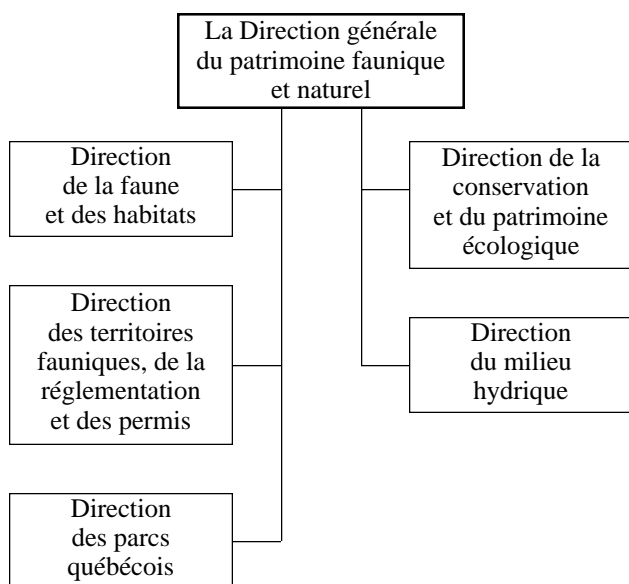 La Direction générale
du patrimoine faunique
et naturel
Direction
de la faune
et des habitats
Direction
des territoires
fauniques, de la
réglementation
et des permis
Direction
des parcs
québécois
Direction de la
conservation
et du patrimoine
écologique
Direction
du milieu
hydrique